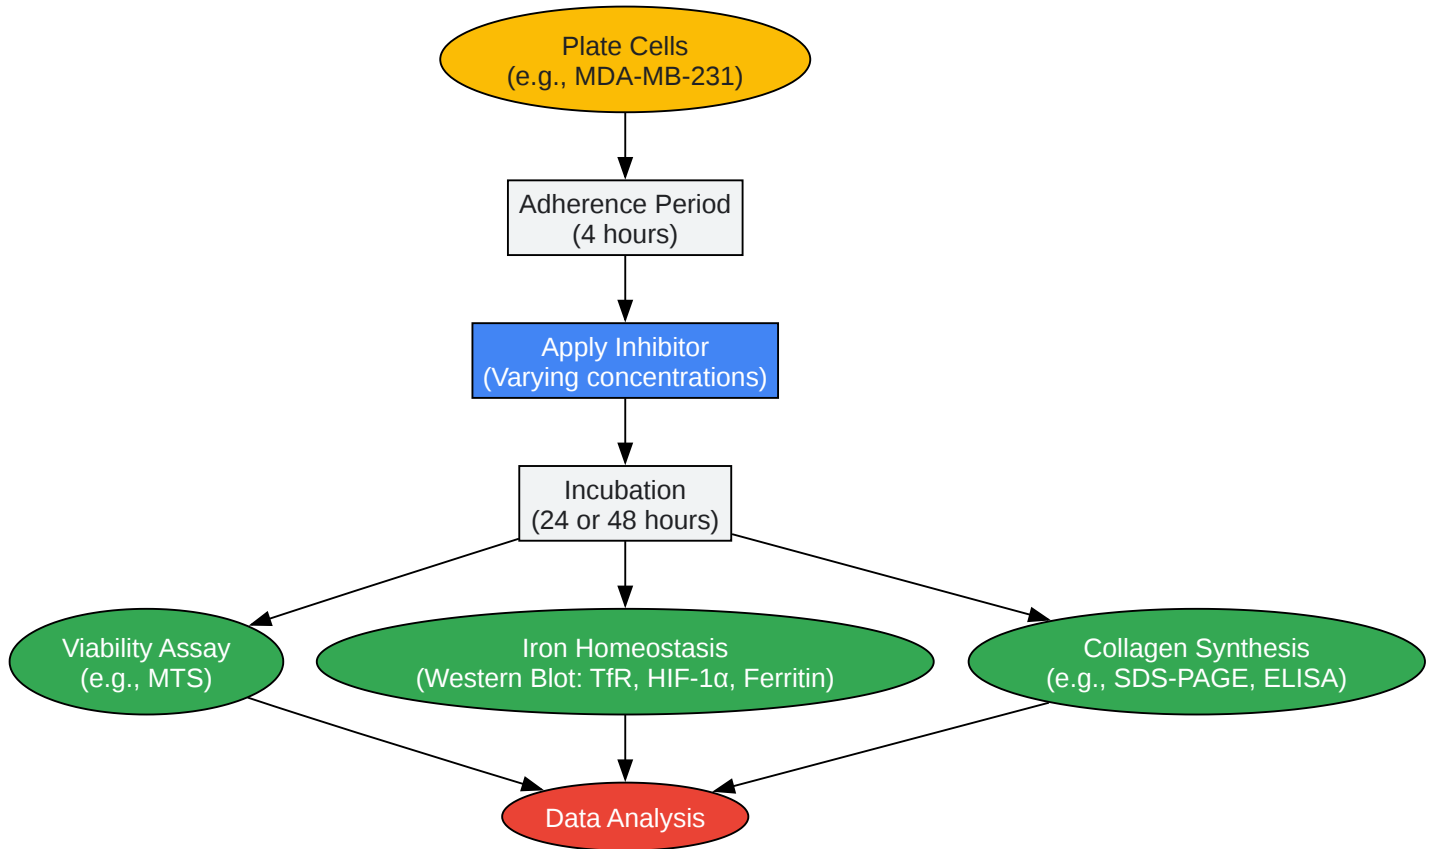 Plate Cells
(e.g., MDA-MB-231)
Adherence Period
(4 hours)
Apply Inhibitor
(Varying concentrations)
Incubation
(24 or 48 hours)
Viability Assay
(e.g., MTS)
Iron Homeostasis
(Western Blot: TfR, HIF-1α, Ferritin)
Collagen Synthesis
(e.g., SDS-PAGE, ELISA)
Data Analysis